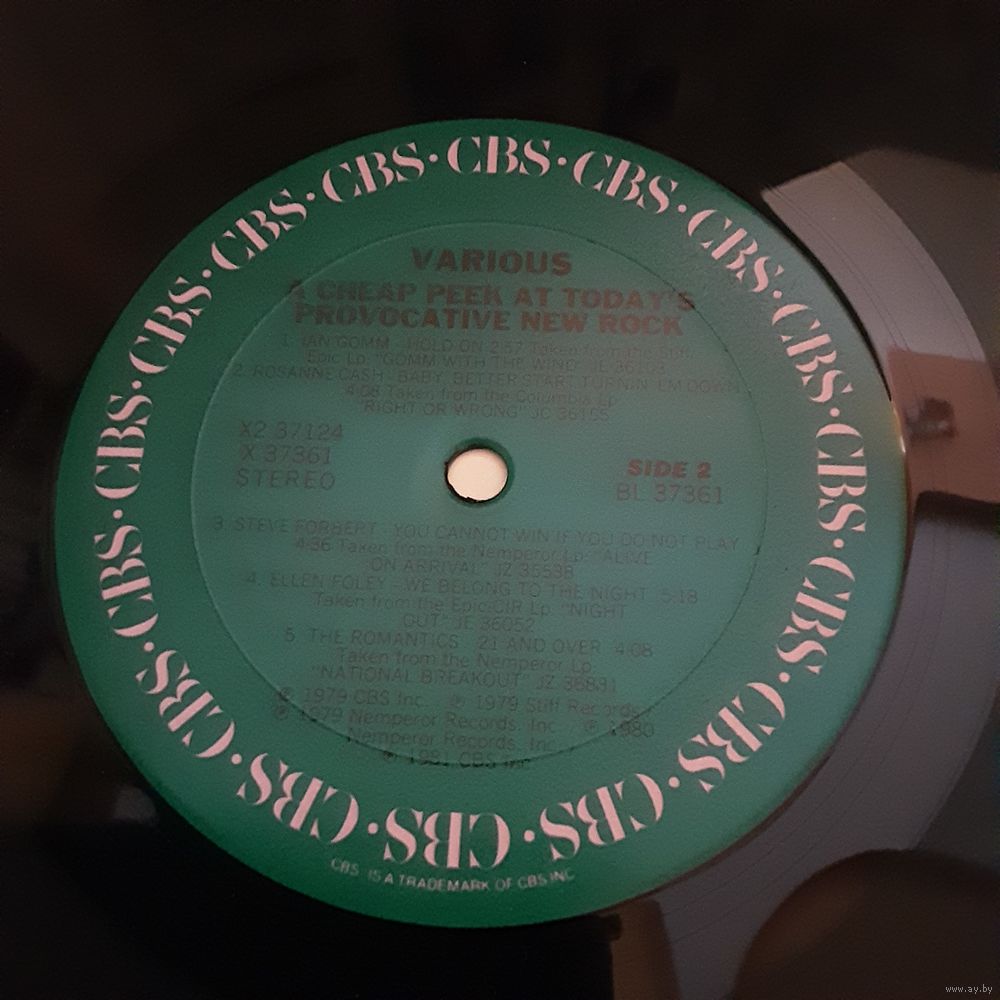 CBS · CBS · CBS · CBS · CBS · CBS · CBS · CBS · CBS · CBS · CBS · CBS · CBS · CBS · CBS · CBS ·
VARIOUS
A CHEAP PEEK AT TODAY'S
PROVOCATIVE NEW ROCK
1. IAN GOMM - HOLD ON 2:57 Taken from the Stiff
Epic Lp. "GOMM WITH THE WIND" JE 36103
2. ROSANNE CASH - BABY, BETTER START TURNIN 'EM DOWN
4:08 Taken from the Columbia Lp.
"RIGHT OR WRONG" JC 36155
X2 37124
X 37361
STEREO
SIDE 2
BL 37361
3. STEVE FORBERT - YOU CANNOT WIN IF YOU DO NOT PLAY
4:36 Taken from the Nemperor Lp. "ALIVE
ON ARRIVAL" JZ 35538
4. ELLEN FOLEY - WE BELONG TO THE NIGHT 5:18
Taken from the Epic/CIR Lp. "NIGHT
OUT" JE 36052
5. THE ROMANTICS - 21 AND OVER 4:08
Taken from the Nemperor Lp.
"NATIONAL BREAKOUT" JZ 36881
℗ 1979 CBS Inc. ℗ 1979 Stiff Records
℗ 1979 Nemperor Records, Inc. ℗ 1980
Nemperor Records, Inc.
℗ 1981 CBS Inc.
CBS IS A TRADEMARK OF CBS INC
www.ay.by